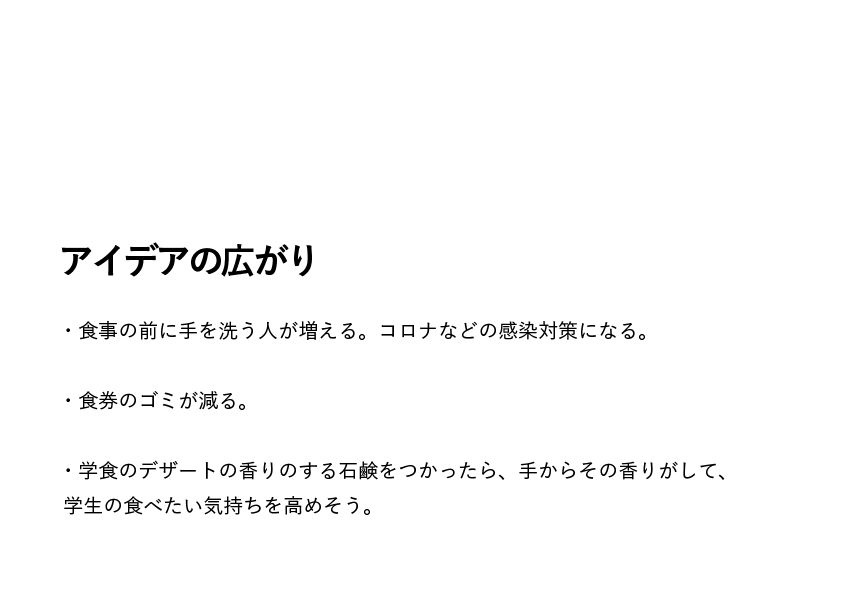 アイデアの広がり
・食事の前に手を洗う人が増える。コロナなどの感染対策になる。
・食券のゴミが減る。
・学食のデザートの香りのする石鹸をつかったら、手からその香りがして、
学生の食べたい気持ちを高めそう。